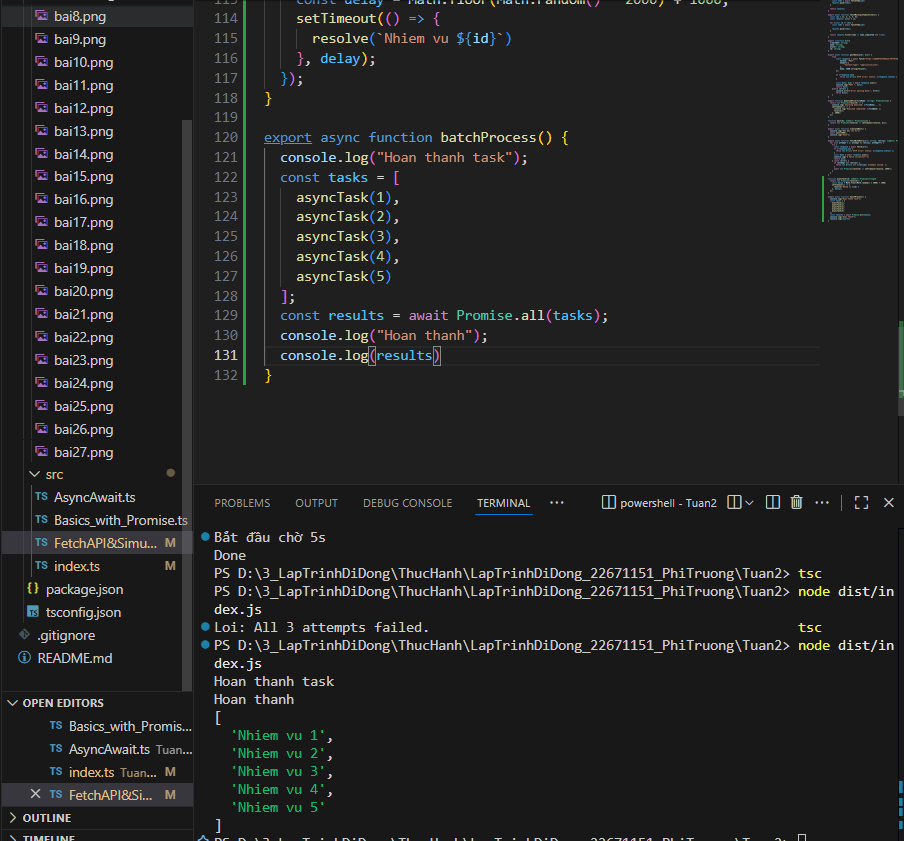 bai8.png
bai9.png
bai10.png
bai11.png
bai12.png
bai13.png
bai14.png
bai15.png
bai16.png
bai17.png
bai18.png
bai19.png
bai20.png
bai21.png
bai22.png
bai23.png
bai24.png
bai25.png
bai26.png
bai27.png
src
TS AsyncAwait.ts
TS Basics_with_Promise.ts
TS FetchAPI&Simu... M
TS index.ts M
{} package.json
TS tsconfig.json
.gitignore
README.md
OPEN EDITORS
TS Basics_with_Promis...
TS AsyncAwait.ts Tuan...
TS index.ts Tuan... M
TS FetchAPI&Si... M
OUTLINE
TIMELINE
113 const delay = Math.floor(Math.random() * 2000) + 1000;
114 setTimeout(() => {
115 resolve(`Nhiem vu ${id}`)
116 }, delay);
117 });
118 }
119
120 export async function batchProcess() {
121 console.log("Hoan thanh task");
122 const tasks = [
123 asyncTask(1),
124 asyncTask(2),
125 asyncTask(3),
126 asyncTask(4),
127 asyncTask(5)
128 ];
129 const results = await Promise.all(tasks);
130 console.log("Hoan thanh");
131 console.log(results)
132 }
PROBLEMS OUTPUT DEBUG CONSOLE TERMINAL ... powershell - Tuan2 ...
Bắt đầu chờ 5s
Done
PS D:\3_LapTrinhDiDong\ThucHanh\LapTrinhDiDong_22671151_PhiTruong\Tuan2> tsc
PS D:\3_LapTrinhDiDong\ThucHanh\LapTrinhDiDong_22671151_PhiTruong\Tuan2> node dist/in
dex.js
Loi: All 3 attempts failed. tsc
PS D:\3_LapTrinhDiDong\ThucHanh\LapTrinhDiDong_22671151_PhiTruong\Tuan2> node dist/in
dex.js
Hoan thanh task
Hoan thanh
[
'Nhiem vu 1',
'Nhiem vu 2',
'Nhiem vu 3',
'Nhiem vu 4',
'Nhiem vu 5'
]
PS D:\3_LapTrinhDiDong\ThucHanh\LapTrinhDiDong_22671151_PhiTruong\Tuan2>